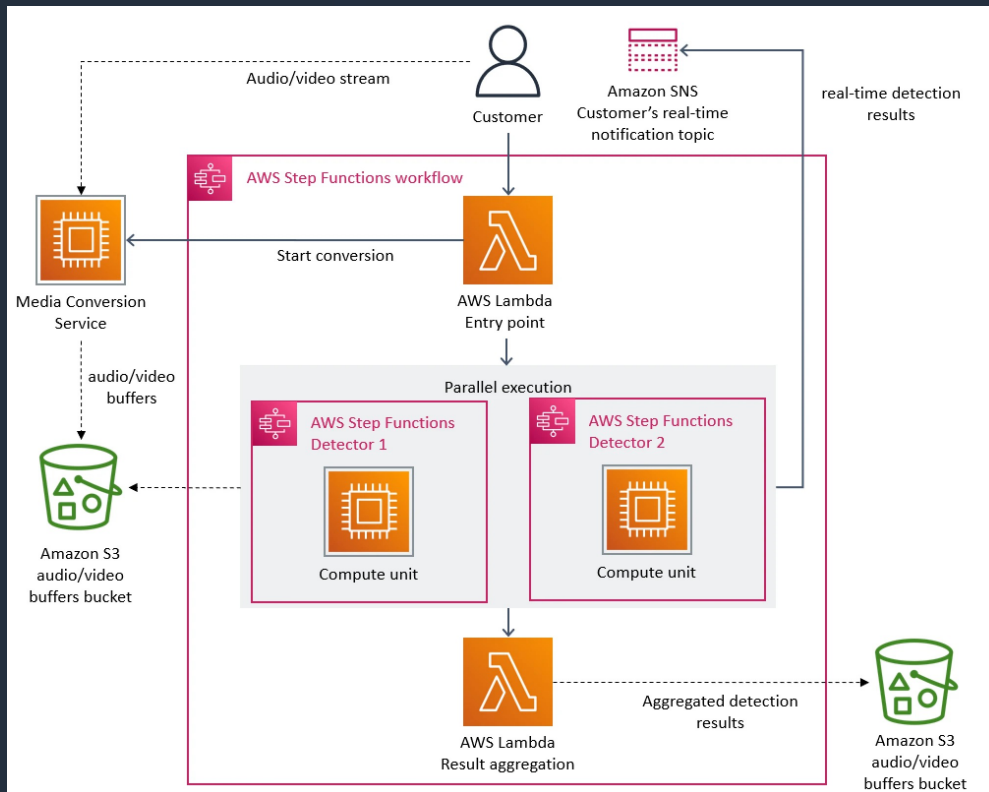 Audio/video stream
Customer
Amazon SNS
Customer's real-time
notification topic
real-time detection
results
AWS Step Functions workflow
Start conversion
Media Conversion
Service
AWS Lambda
Entry point
audio/video
buffers
Parallel execution
AWS Step Functions
Detector 1
AWS Step Functions
Detector 2
Compute unit
Compute unit
Amazon S3
audio/video
buffers bucket
AWS Lambda
Result aggregation
Aggregated detection
results
Amazon S3
audio/video
buffers bucket